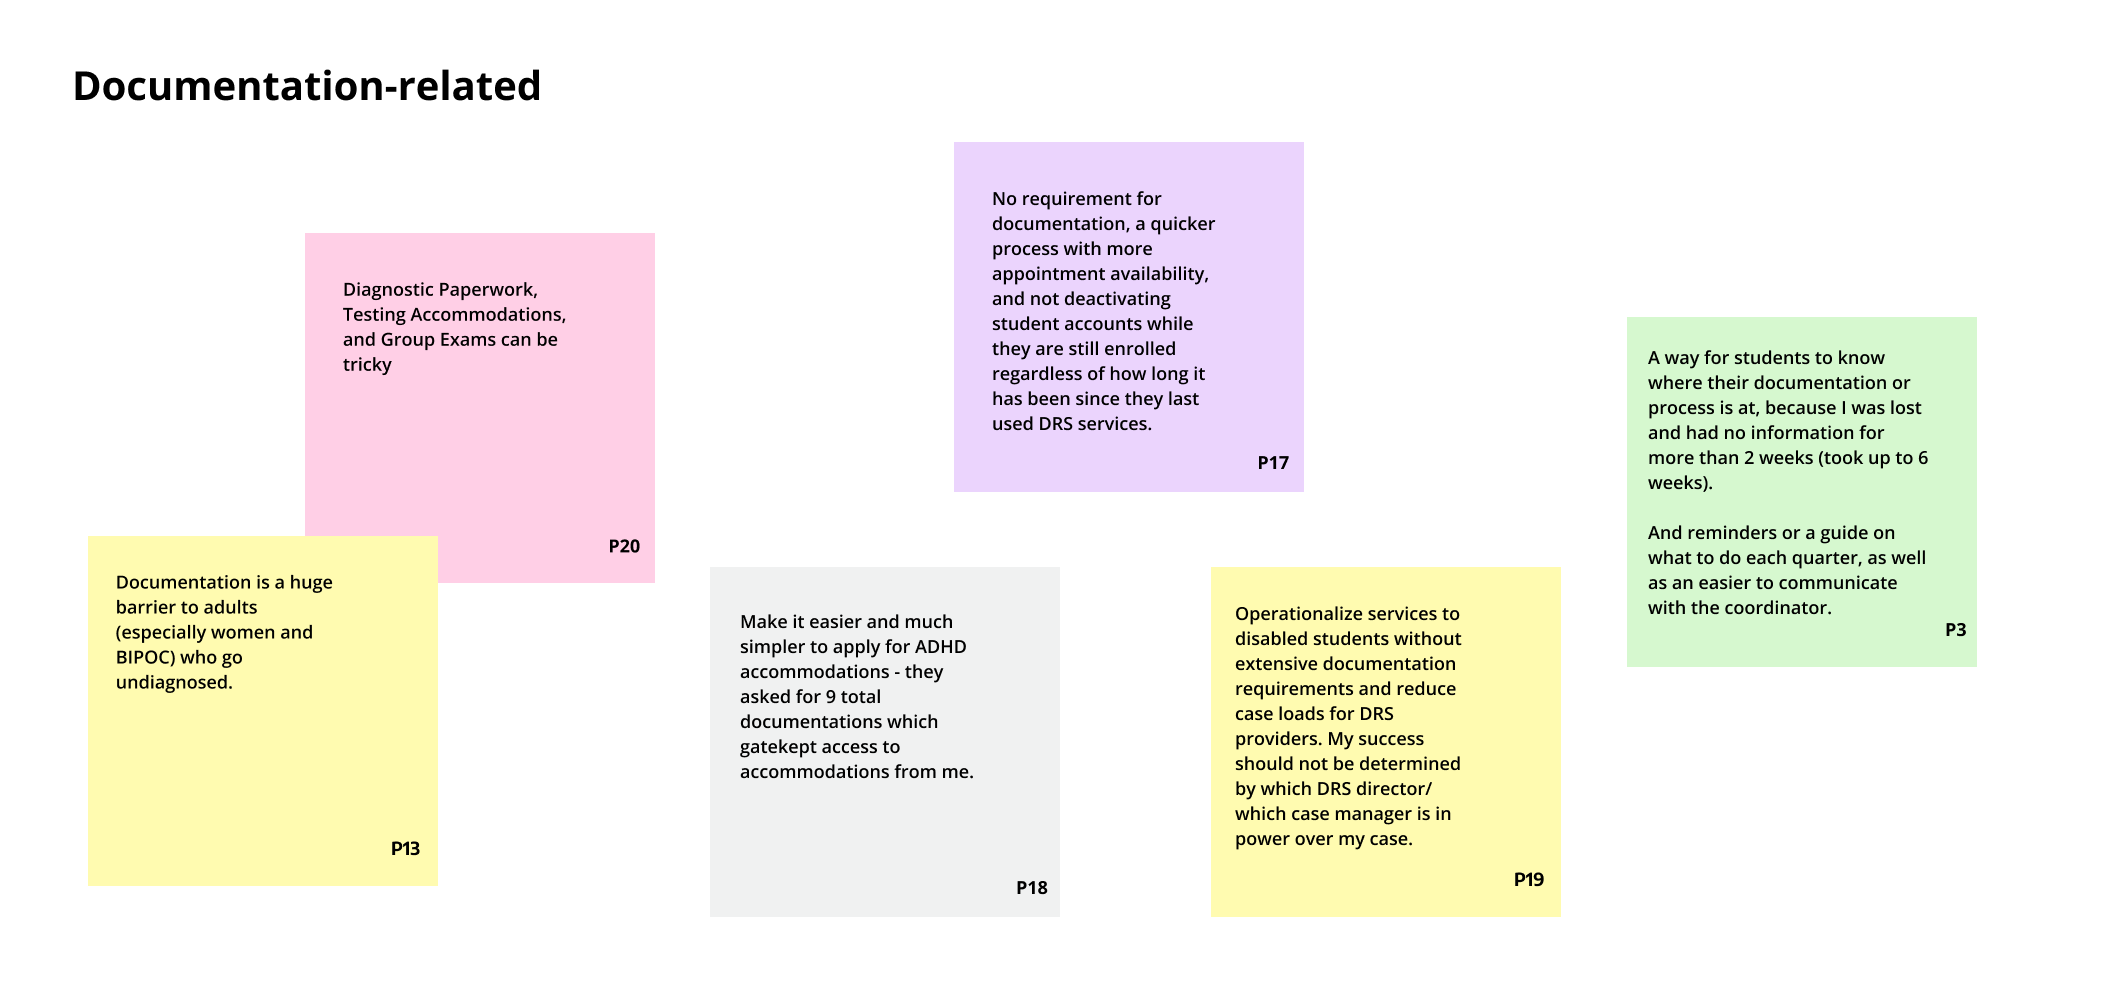 Documentation-related
Diagnostic Paperwork,
Testing Accommodations,
and Group Exams can be
tricky
P20
Documentation is a huge
barrier to adults
(especially women and
BIPOC) who go
undiagnosed.
P13
No requirement for
documentation, a quicker
process with more
appointment availability,
and not deactivating
student accounts while
they are still enrolled
regardless of how long it
has been since they last
used DRS services.
P17
Make it easier and much
simpler to apply for ADHD
accommodations - they
asked for 9 total
documentations which
gatekept access to
accommodations from me.
P18
Operationalize services to
disabled students without
extensive documentation
requirements and reduce
case loads for DRS
providers. My success
should not be determined
by which DRS director/
which case manager is in
power over my case.
P19
A way for students to know
where their documentation or
process is at, because I was lost
and had no information for
more than 2 weeks (took up to 6
weeks).
And reminders or a guide on
what to do each quarter, as well
as an easier to communicate
with the coordinator.
P3